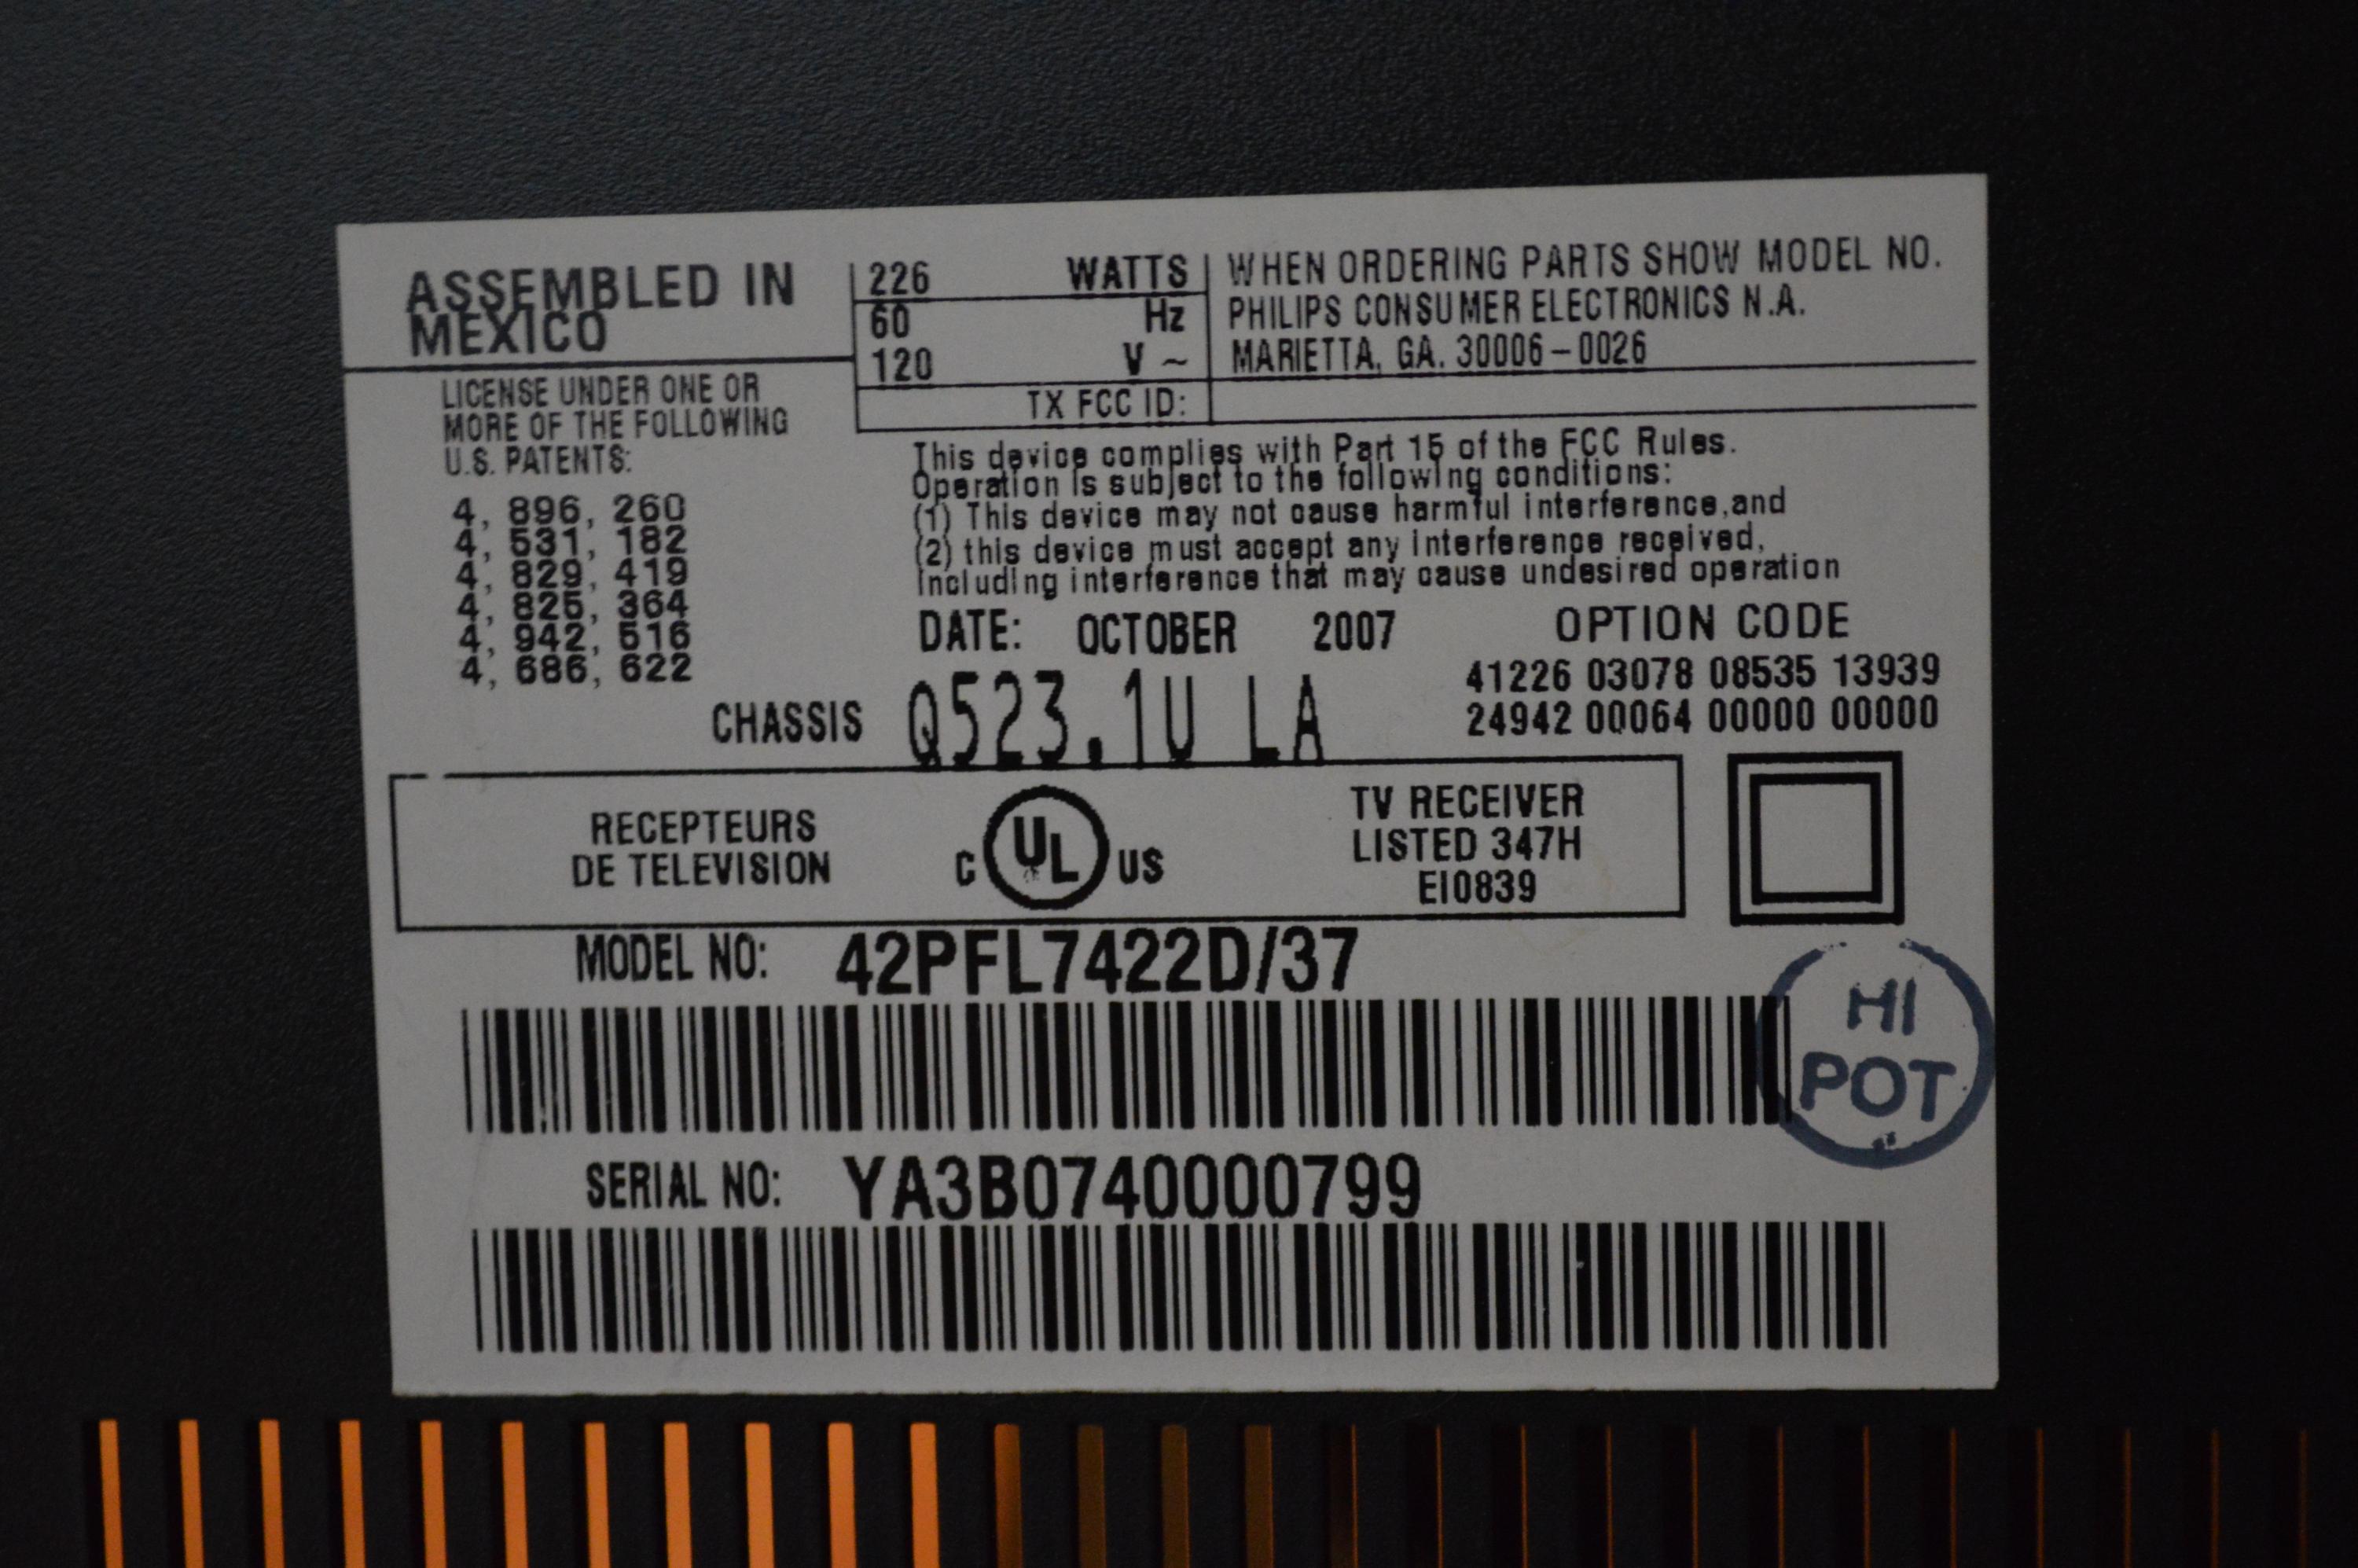 ASSEMBLED IN
MEXICO
226 WATTS
60 Hz
120 V ~
TX FCC ID:
WHEN ORDERING PARTS SHOW MODEL NO.
PHILIPS CONSUMER ELECTRONICS N.A.
MARIETTA, GA. 30006-0026
LICENSE UNDER ONE OR
MORE OF THE FOLLOWING
U.S. PATENTS:
4, 896, 260
4, 531, 182
4, 829, 419
4, 825, 364
4, 942, 516
4, 686, 622
This device complies with Part 15 of the FCC Rules.
Operation is subject to the following conditions:
(1) This device may not cause harmful interference,and
(2) this device must accept any interference received,
including interference that may cause undesired operation
DATE: OCTOBER 2007
OPTION CODE
41226 03078 08535 13939
24942 00064 00000 00000
CHASSIS Q523.1U LA
RECEPTEURS
DE TELEVISION
C UL US
TV RECEIVER
LISTED 347H
EI0839
MODEL NO: 42PFL7422D/37
HI
POT
SERIAL NO: YA3B0740000799